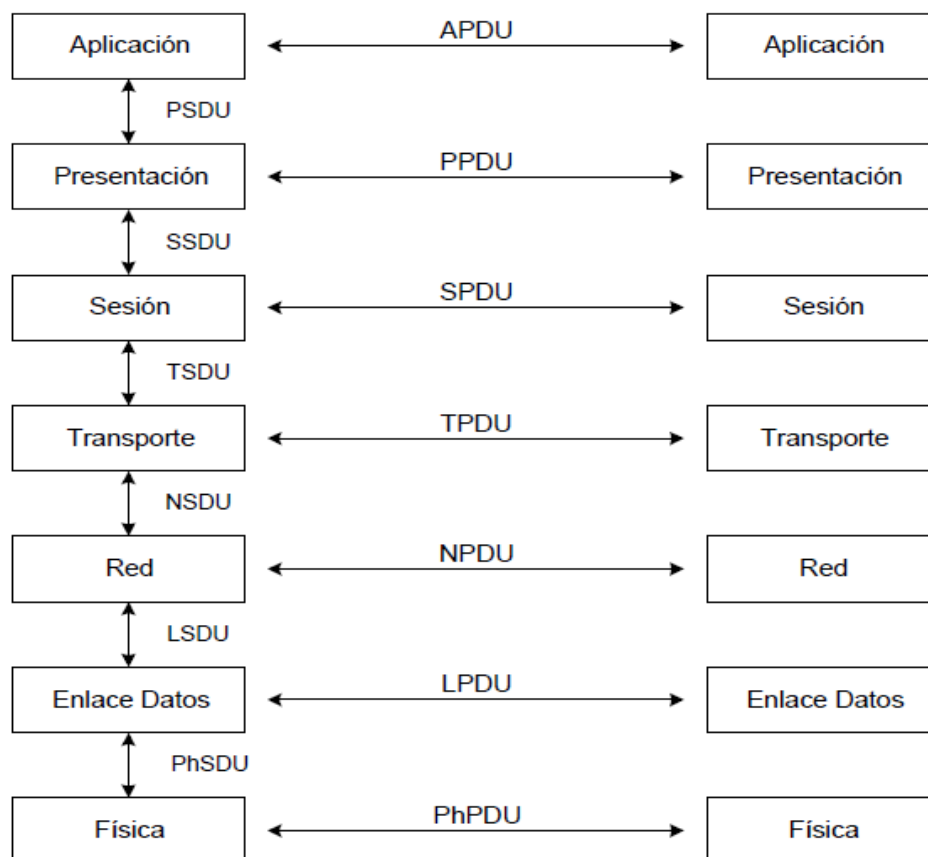 Aplicación
APDU
Aplicación
PSDU
Presentación
PPDU
Presentación
SSDU
Sesión
SPDU
Sesión
TSDU
Transporte
TPDU
Transporte
NSDU
Red
NPDU
Red
LSDU
Enlace Datos
LPDU
Enlace Datos
PhSDU
Física
PhPDU
Física